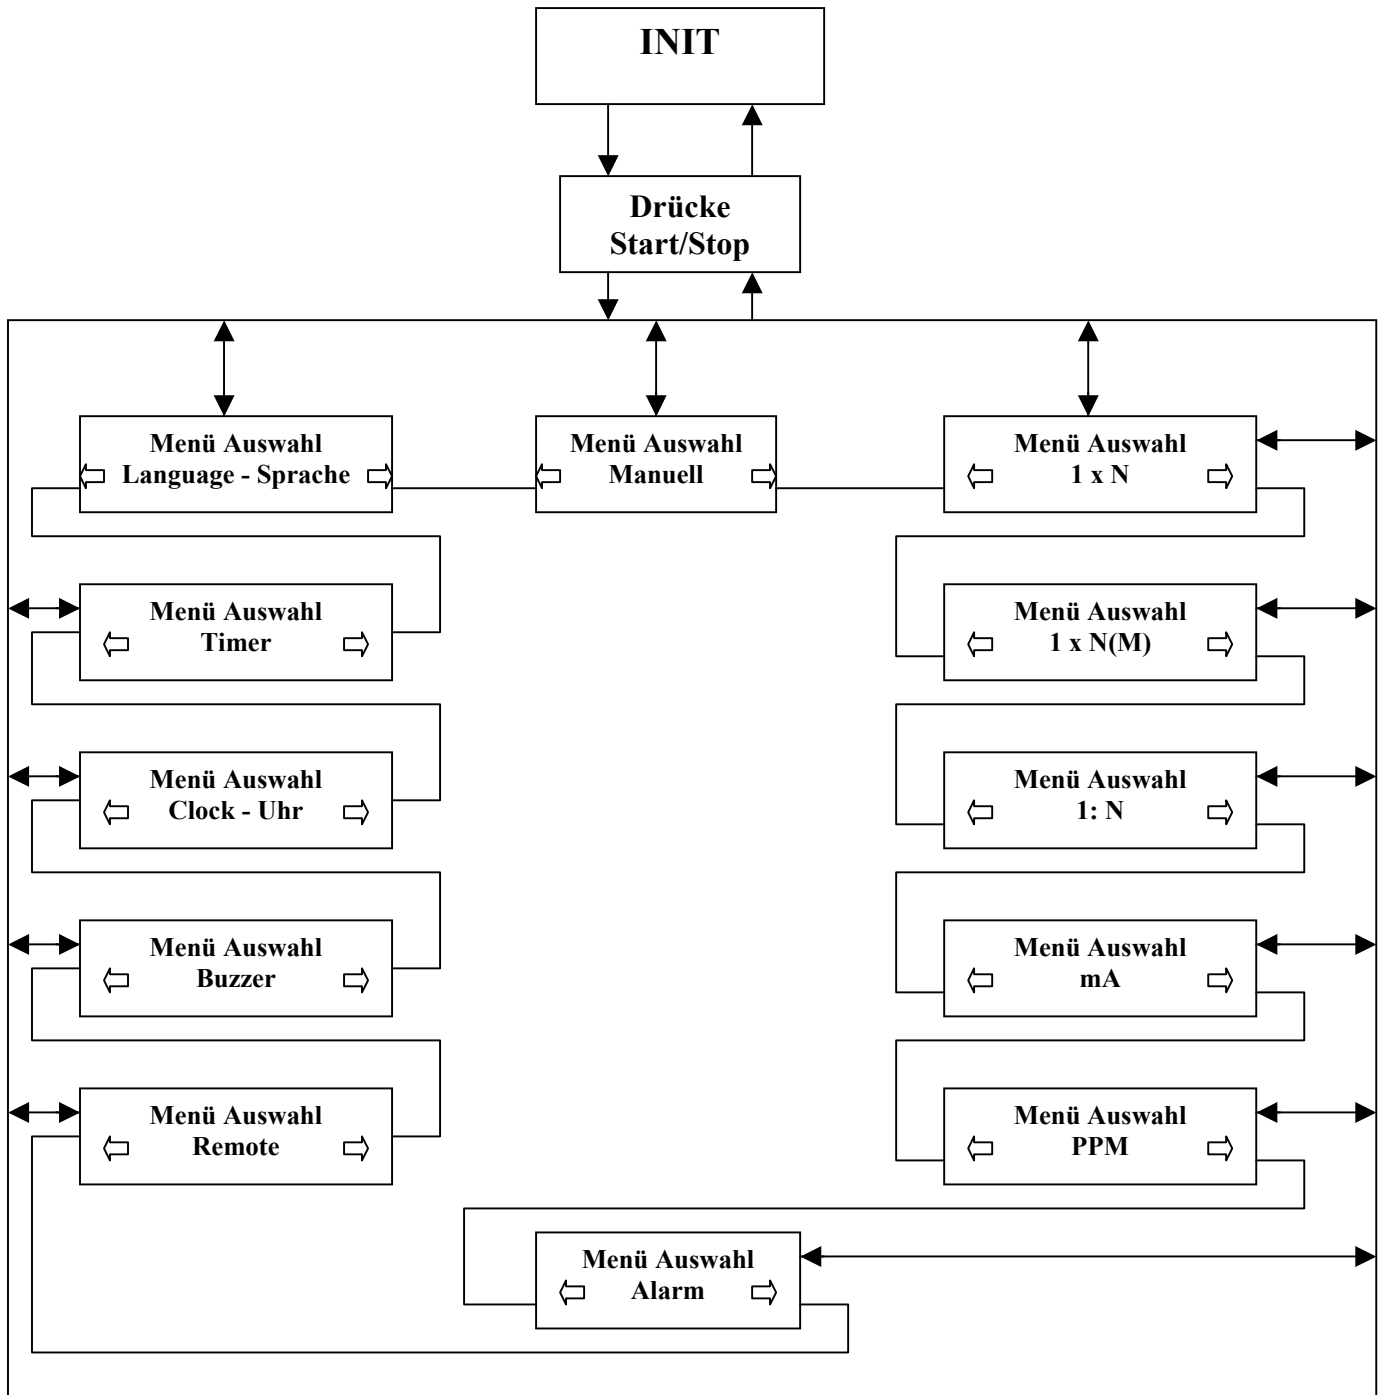 INIT
Drücke
Start/Stop
Menü Auswahl
Language - Sprache
Menü Auswahl
Manuell
Menü Auswahl
1 x N
Menü Auswahl
Timer
Menü Auswahl
1 x N(M)
Menü Auswahl
Clock - Uhr
Menü Auswahl
1: N
Menü Auswahl
Buzzer
Menü Auswahl
mA
Menü Auswahl
Remote
Menü Auswahl
PPM
Menü Auswahl
Alarm